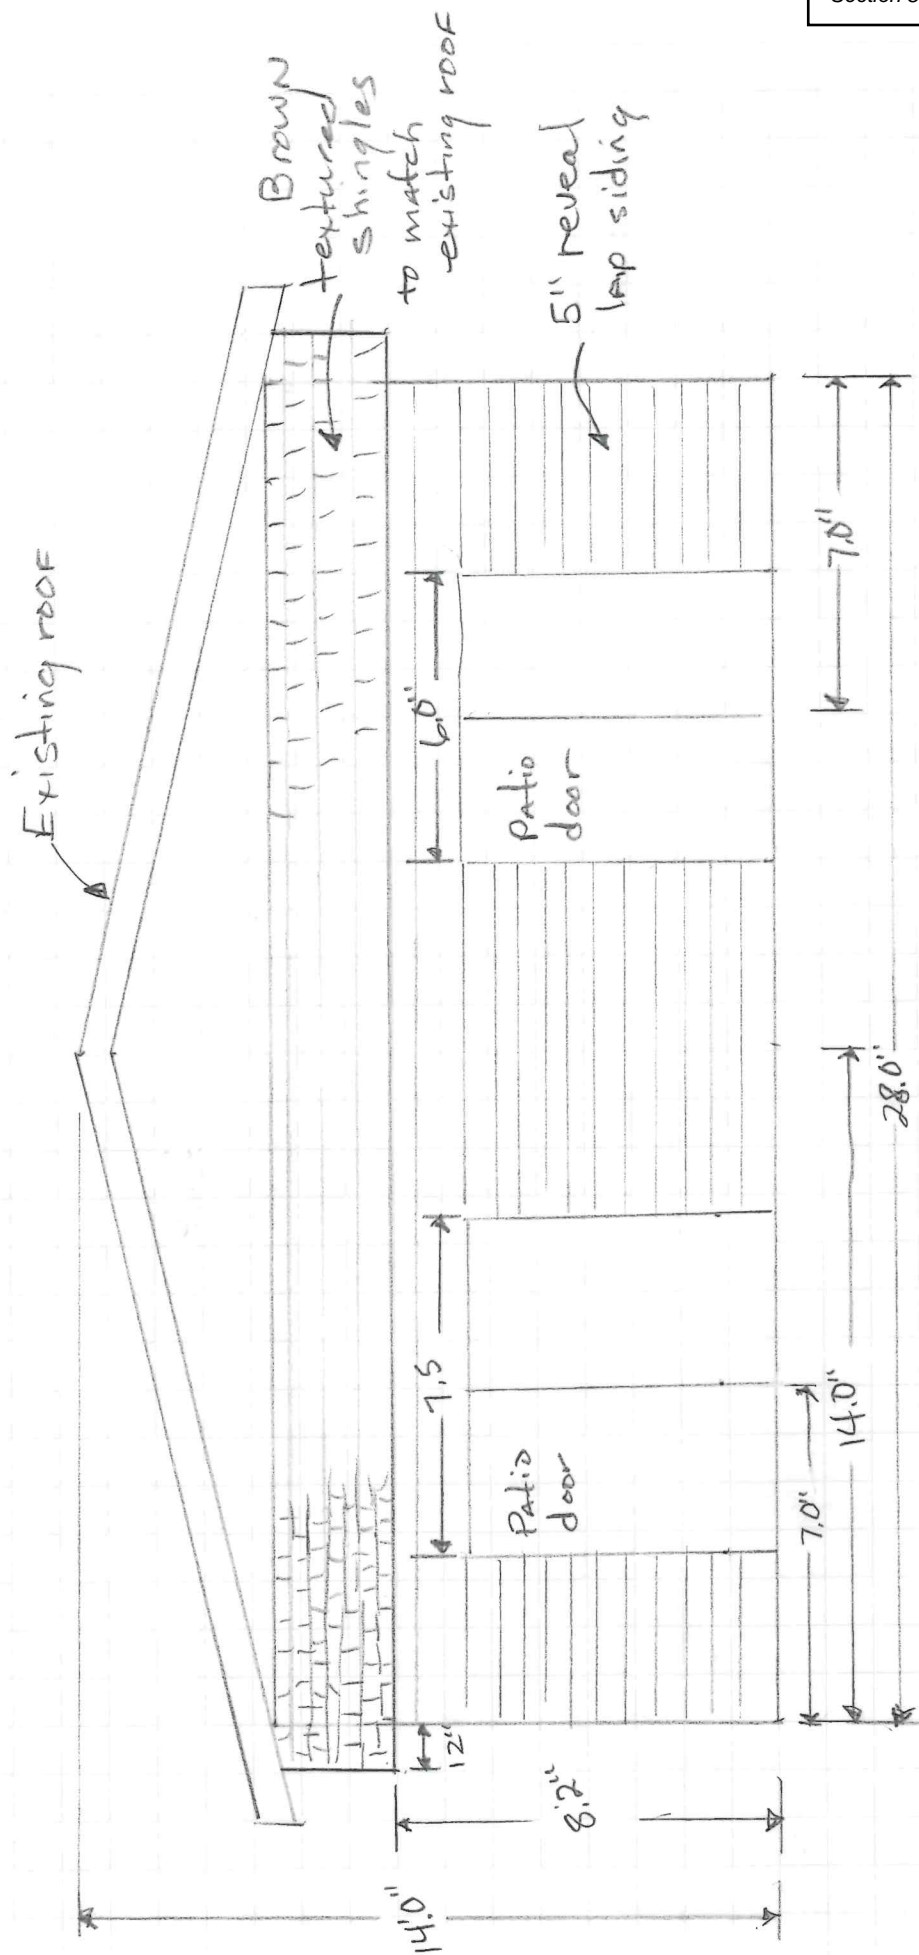 Existing roof
Brown
textured
shingles
to match
existing roof
5" reveal
lap siding
14'.0"
8'.2"
12"
7.5
6.0"
Patio
door
Patio
door
7.0"
7.0"
14.0"
28.0"